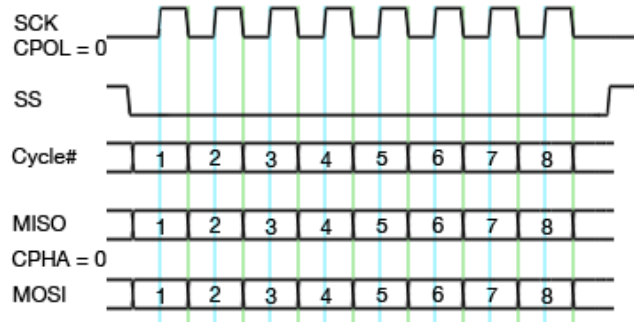 SCK
CPOL = 0
SS
Cycle# 1 2 3 4 5 6 7 8
MISO 1 2 3 4 5 6 7 8
CPHA = 0
MOSI 1 2 3 4 5 6 7 8